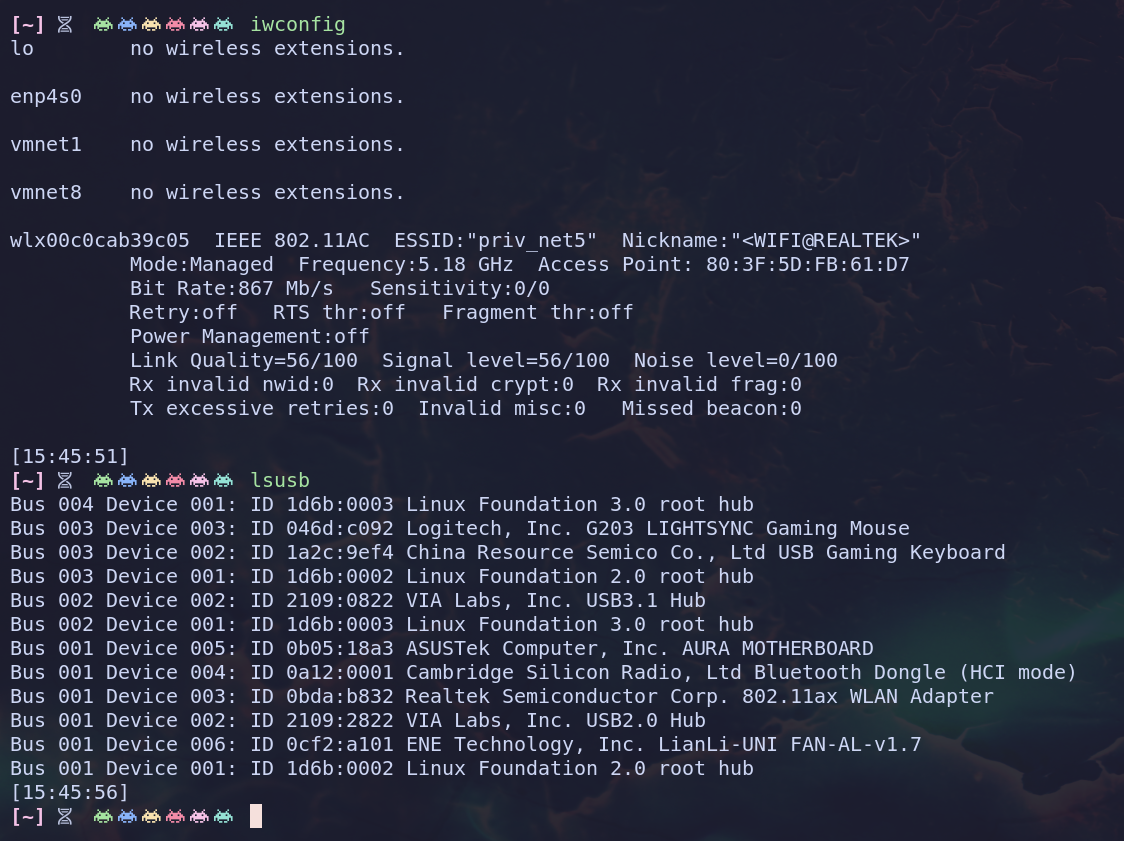 [~] iwconfig
lo        no wireless extensions.
enp4s0    no wireless extensions.
vmnet1    no wireless extensions.
vmnet8    no wireless extensions.
wlx00c0cab39c05  IEEE 802.11AC  ESSID:"priv_net5"  Nickname:"<WIFI@REALTEK>"
          Mode:Managed  Frequency:5.18 GHz  Access Point: 80:3F:5D:FB:61:D7
          Bit Rate:867 Mb/s   Sensitivity:0/0
          Retry:off   RTS thr:off   Fragment thr:off
          Power Management:off
          Link Quality=56/100  Signal level=56/100  Noise level=0/100
          Rx invalid nwid:0  Rx invalid crypt:0  Rx invalid frag:0
          Tx excessive retries:0  Invalid misc:0   Missed beacon:0
[15:45:51]
[~] lsusb
Bus 004 Device 001: ID 1d6b:0003 Linux Foundation 3.0 root hub
Bus 003 Device 003: ID 046d:c092 Logitech, Inc. G203 LIGHTSYNC Gaming Mouse
Bus 003 Device 002: ID 1a2c:9ef4 China Resource Semico Co., Ltd USB Gaming Keyboard
Bus 003 Device 001: ID 1d6b:0002 Linux Foundation 2.0 root hub
Bus 002 Device 002: ID 2109:0822 VIA Labs, Inc. USB3.1 Hub
Bus 002 Device 001: ID 1d6b:0003 Linux Foundation 3.0 root hub
Bus 001 Device 005: ID 0b05:18a3 ASUSTek Computer, Inc. AURA MOTHERBOARD
Bus 001 Device 004: ID 0a12:0001 Cambridge Silicon Radio, Ltd Bluetooth Dongle (HCI mode)
Bus 001 Device 003: ID 0bda:b832 Realtek Semiconductor Corp. 802.11ax WLAN Adapter
Bus 001 Device 002: ID 2109:2822 VIA Labs, Inc. USB2.0 Hub
Bus 001 Device 006: ID 0cf2:a101 ENE Technology, Inc. LianLi-UNI FAN-AL-v1.7
Bus 001 Device 001: ID 1d6b:0002 Linux Foundation 2.0 root hub
[15:45:56]
[~]